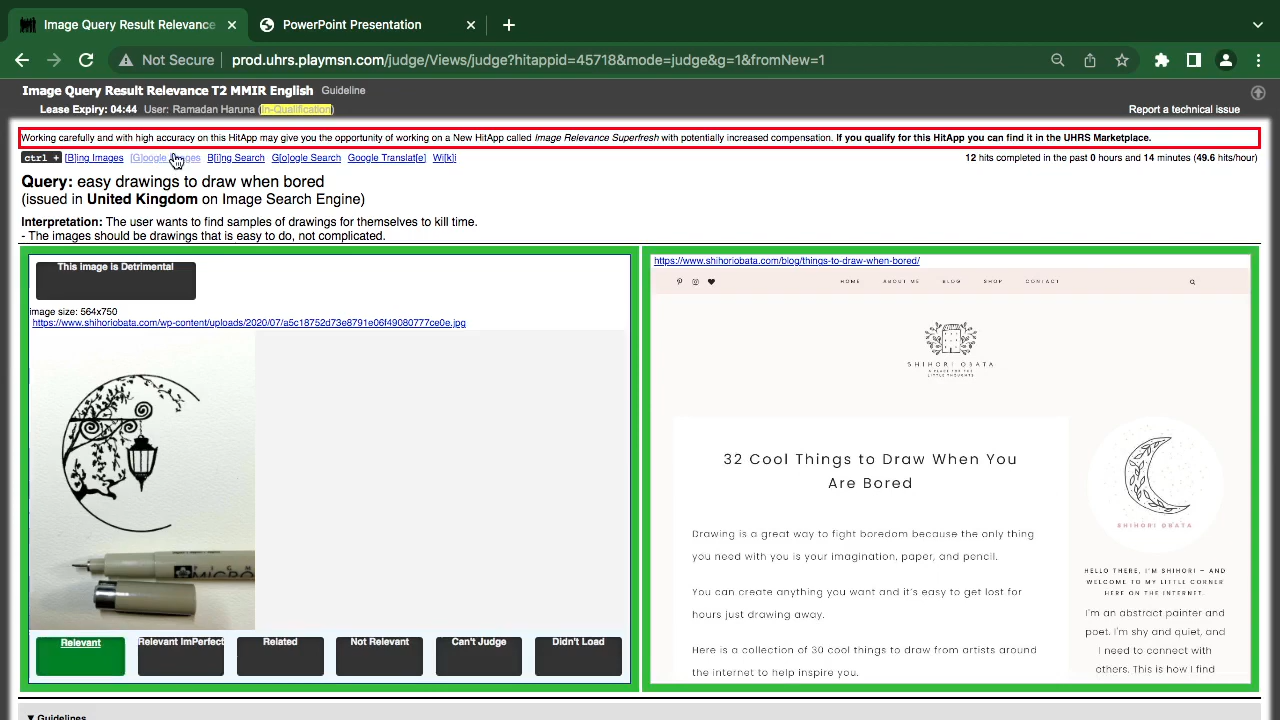 Image Query Result Relevance
PowerPoint Presentation
Not Secure
prod.uhrs.playmsn.com/judge/Views/judge?hitappid=45718&mode=judge&g=1&fromNew=1
Image Query Result Relevance T2 MMIR English Guideline
Lease Expiry: 04:44 User: Ramadan Haruna (In-Qualification)
Report a technical issue
Working carefully and with high accuracy on this HitApp may give you the opportunity of working on a New HitApp called Image Relevance Superfresh with potentially increased compensation. If you qualify for this HitApp you can find it in the UHRS Marketplace.
ctrl + [B]ing Images [G]oogle Images B[i]ng Search G[o]ogle Search Google Translat[e] Wi[k]i
12 hits completed in the past 0 hours and 14 minutes (49.6 hits/hour)
Query: easy drawings to draw when bored
(issued in United Kingdom on Image Search Engine)
Interpretation: The user wants to find samples of drawings for themselves to kill time.
- The images should be drawings that is easy to do, not complicated.
This image is Detrimental
image size: 564x750
https://www.shihoriobata.com/wp-content/uploads/2020/07/a5c18752d73e8791e06f49080777ce0e.jpg
MICRO
Relevant
Relevant ImPerfect
Related
Not Relevant
Can't Judge
Didn't Load
https://www.shihoriobata.com/blog/things-to-draw-when-bored/
HOME ABOUT ME BLOG SHOP CONTACT
SHIHORI OBATA
A PLACE FOR THE
LITTLE THOUGHTS
32 Cool Things to Draw When You
Are Bored
Drawing is a great way to fight boredom because the only thing
you need with you is your imagination, paper, and pencil.
You can create anything you want and it's easy to get lost for
hours just drawing away.
Here is a collection of 30 cool things to draw from artists around
the internet to help inspire you.
SHIHORI OBATA
HELLO THERE, I'M SHIHORI – AND
WELCOME TO MY LITTLE CORNER
HERE ON THE INTERNET.
I'm an abstract painter and
poet. I'm shy and quiet, and
I need to connect with
others. This is how I find
▼ Guidelines